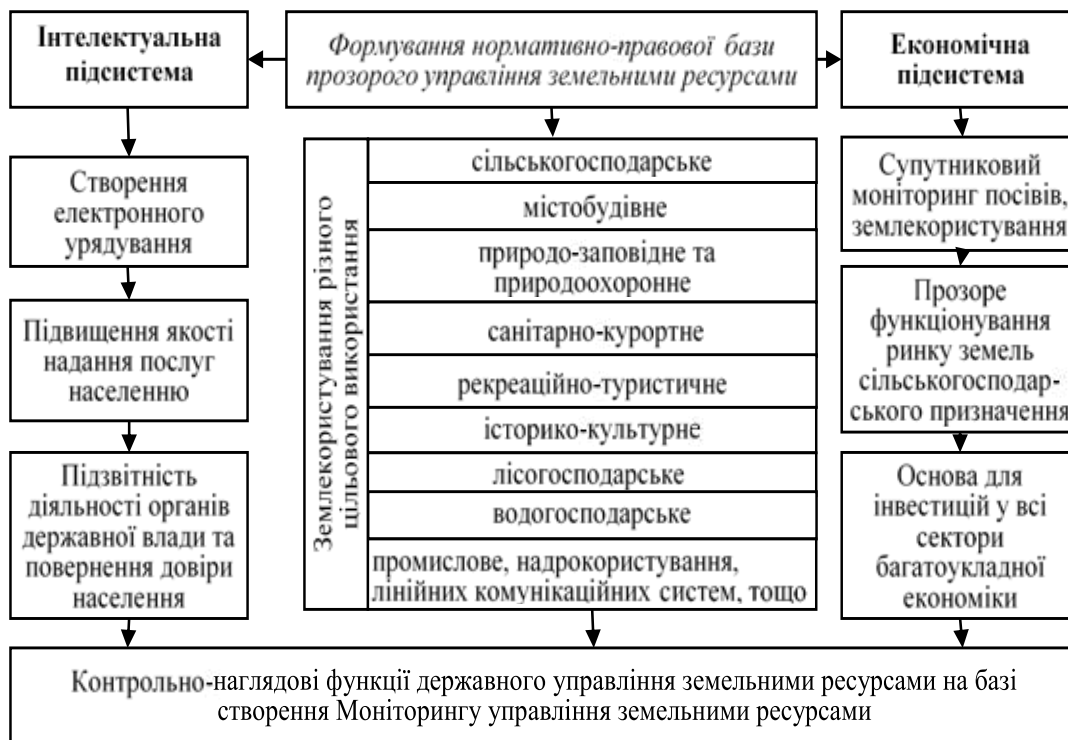 Інтелектуальна
підсистема
Формування нормативно-правової бази
прозорого управління земельними ресурсами
Економічна
підсистема
Створення
електронного
урядування
Підвищення якості
надання послуг
населенню
Підзвітність
діяльності органів
державної влади та
повернення довіри
населення
Землекористування різного
цільового використання
сільськогосподарське
містобудівне
природо-заповідне та
природоохоронне
санітарно-курортне
рекреаційно-туристичне
історико-культурне
лісогосподарське
водогосподарське
промислове, надрокористування,
лінійних комунікаційних систем, тощо
Супутниковий
моніторинг посівів,
землекористування
Прозоре
функціонування
ринку земель
сільськогосподар-
ського призначення
Основа для
інвестицій у всі
сектори
багатоукладної
економіки
Контрольно-наглядові функції державного управління земельними ресурсами на базі
створення Моніторингу управління земельними ресурсами